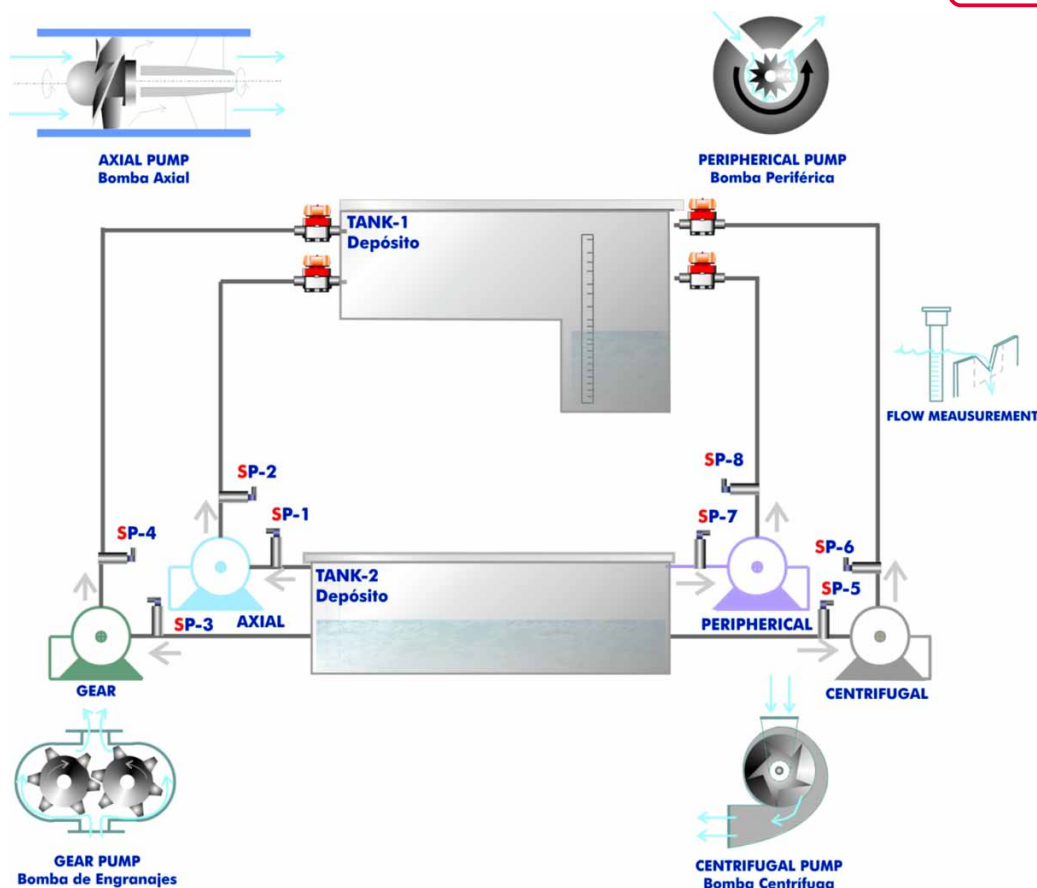 AXIAL PUMP
Bomba Axial
PERIPHERICAL PUMP
Bomba Periférica
TANK-1
Depósito
FLOW MEAUSUREMENT
SP-2
SP-8
SP-1
SP-7
SP-4
SP-6
TANK-2
Depósito
SP-5
AXIAL
SP-3
PERIPHERICAL
GEAR
CENTRIFUGAL
GEAR PUMP
Bomba de Engranajes
CENTRIFUGAL PUMP
Bomba Centrífuga